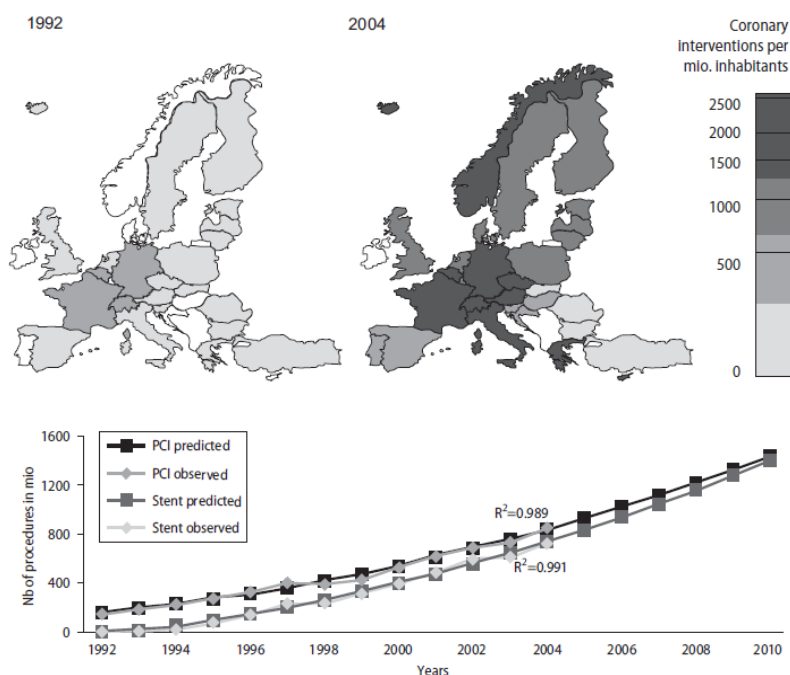 1992
2004
Coronary
interventions per
mio. inhabitants
2500
2000
1500
1000
500
0
1600
1200
800
400
0
Nb of procedures in mio
PCI predicted
PCI observed
Stent predicted
Stent observed
R²=0.989
R²=0.991
1992 1994 1996 1998 2000 2002 2004 2006 2008 2010
Years